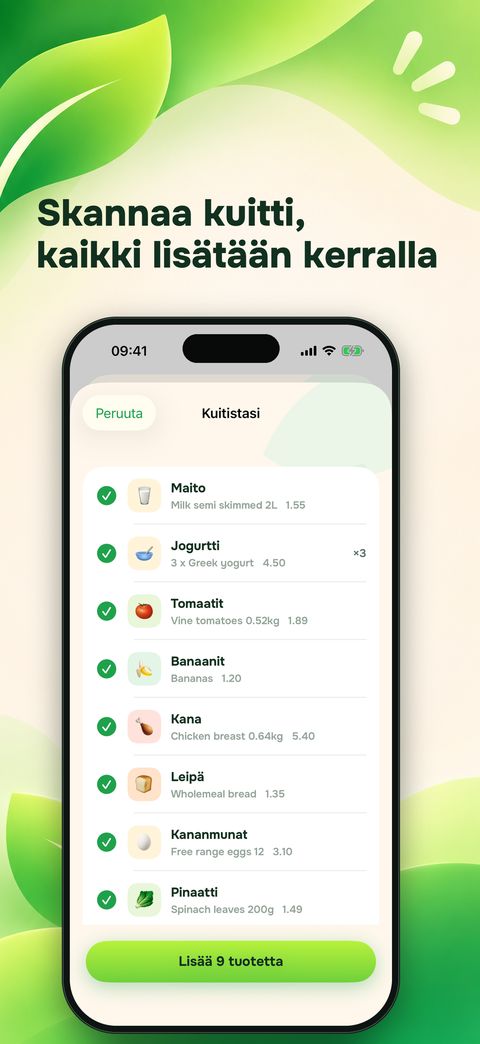 Skannaa kuitti,
kaikki lisätään kerralla
09:41
Peruuta
Kuitistasi
Maito
Milk semi skimmed 2L 1.55
Jogurtti
3 x Greek yogurt 4.50
×3
Tomaatit
Vine tomatoes 0.52kg 1.89
Banaanit
Bananas 1.20
Kana
Chicken breast 0.64kg 5.40
Leipä
Wholemeal bread 1.35
Kananmunat
Free range eggs 12 3.10
Pinaatti
Spinach leaves 200g 1.49
Lisää 9 tuotetta